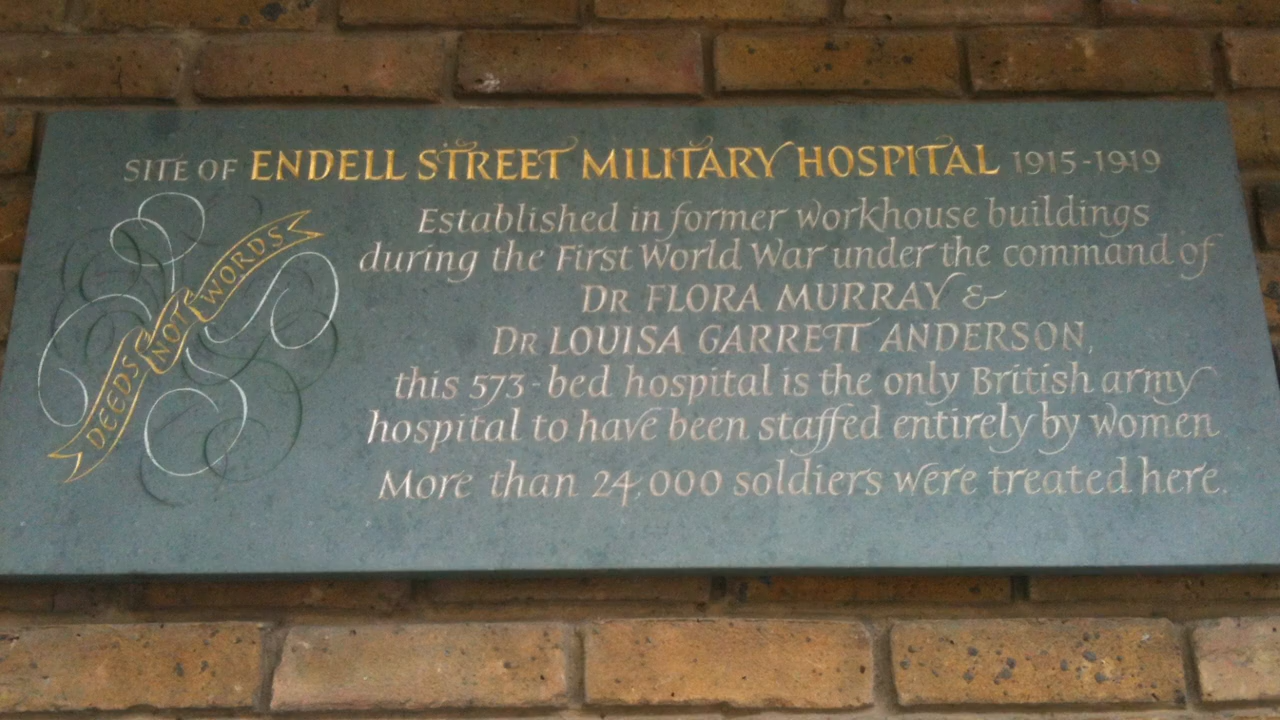 SITE OF ENDELL STREET MILITARY HOSPITAL 1915-1919
DEEDS NOT WORDS
Established in former workhouse buildings
during the First World War under the command of
DR FLORA MURRAY &
DR LOUISA GARRETT ANDERSON,
this 573-bed hospital is the only British army
hospital to have been staffed entirely by women.
More than 24,000 soldiers were treated here.